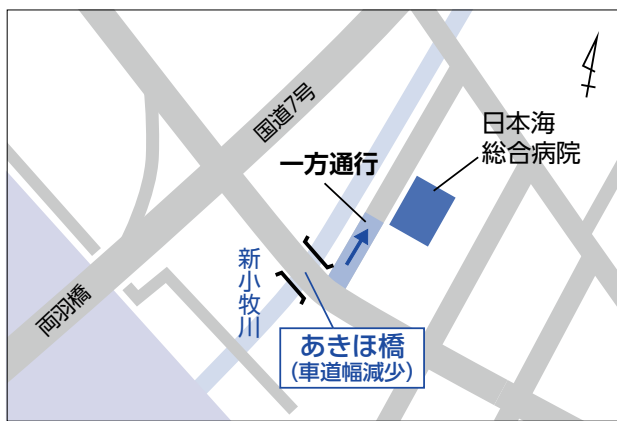 国道7号
日本海
総合病院
一方通行
新小牧川
両羽橋
あきほ橋
(車道幅減少)